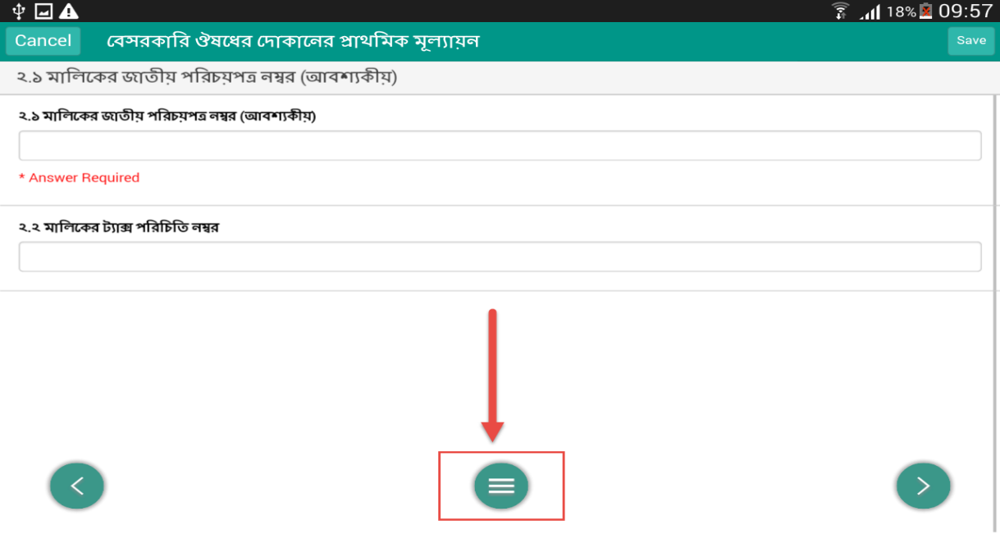 18% 09:57
Cancel বেসরকারি ঔষধের দোকানের প্রাথমিক মূল্যায়ন Save
২.১ মালিকের জাতীয় পরিচয়পত্র নম্বর (আবশ্যকীয়)
২.১ মালিকের জাতীয় পরিচয়পত্র নম্বর (আবশ্যকীয়)
* Answer Required
২.২ মালিকের ট্যাক্স পরিচিতি নম্বর